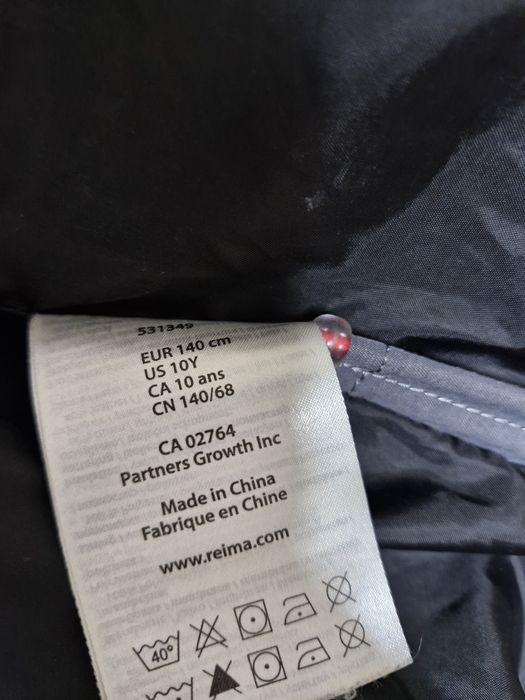 531349
EUR 140 cm
US 10Y
CA 10 ans
CN 140/68
CA 02764
Partners Growth Inc
Made in China
Fabrique en Chine
www.reima.com
40°